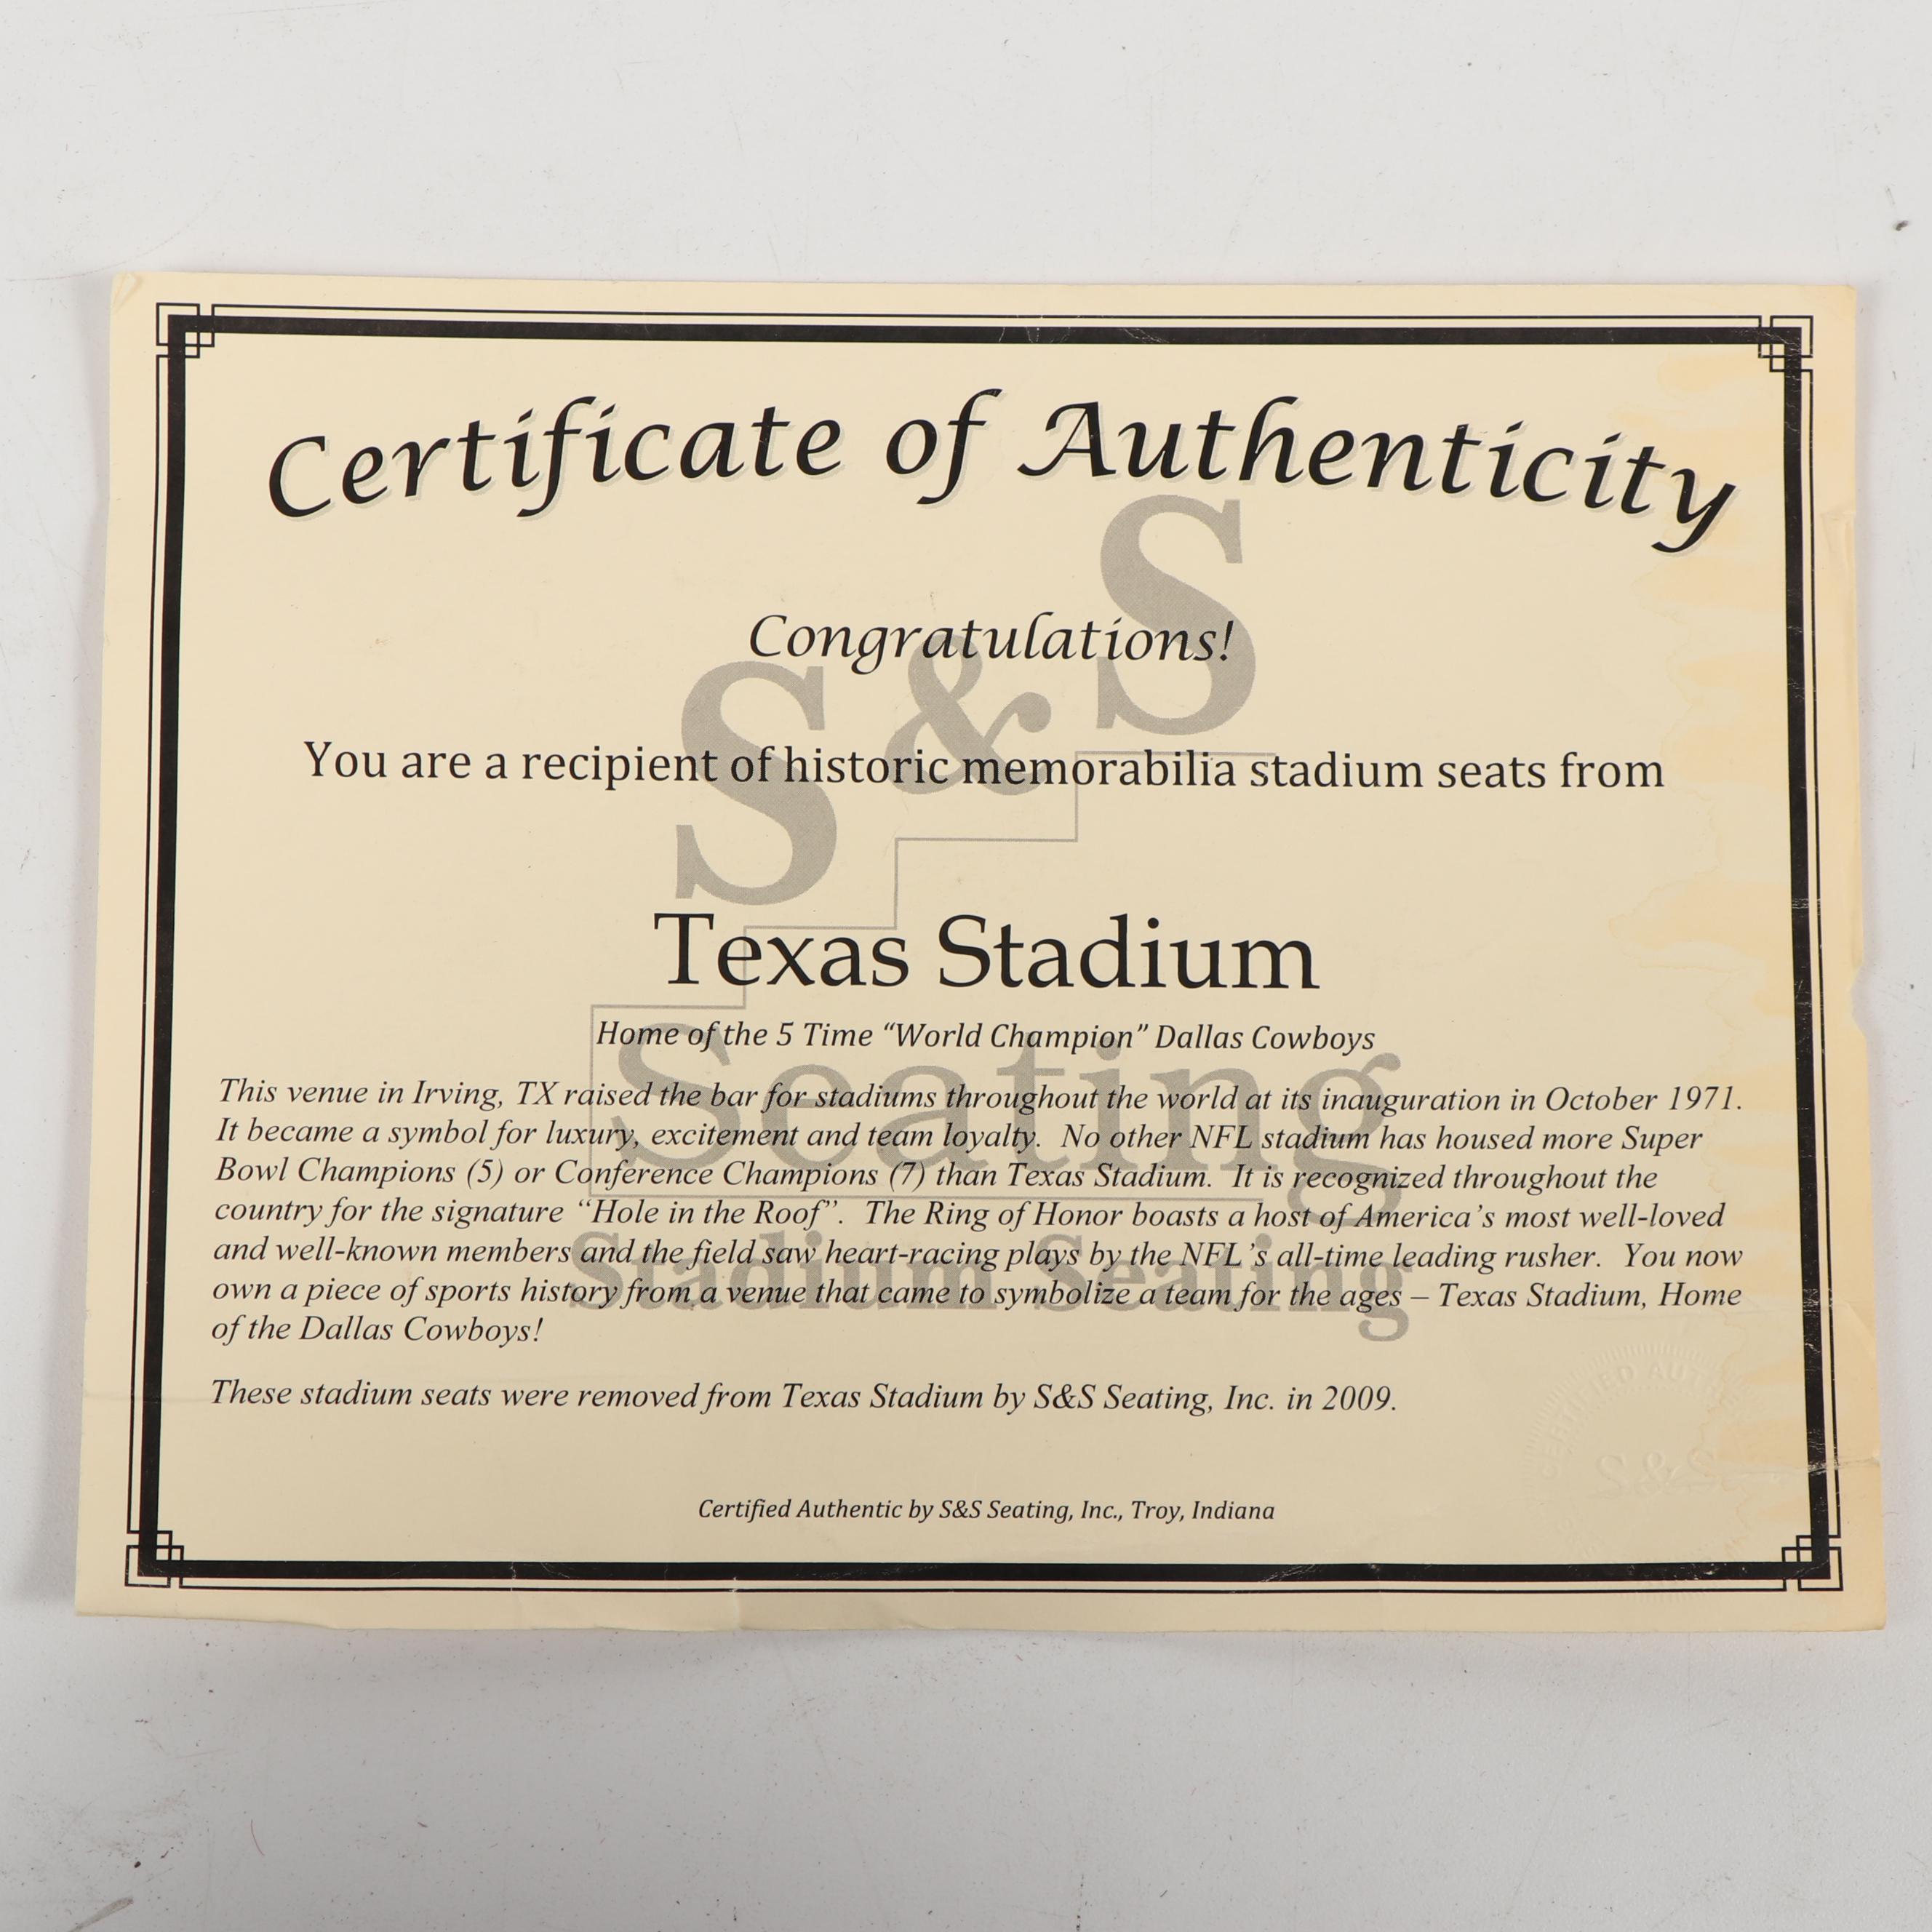 Certificate of Authenticity
Congratulations!
S&S
You are a recipient of historic memorabilia stadium seats from
Texas Stadium
Home of the 5 Time “World Champion” Dallas Cowboys
Seating
This venue in Irving, TX raised the bar for stadiums throughout the world at its inauguration in October 1971.
It became a symbol for luxury, excitement and team loyalty. No other NFL stadium has housed more Super
Bowl Champions (5) or Conference Champions (7) than Texas Stadium. It is recognized throughout the
country for the signature “Hole in the Roof”. The Ring of Honor boasts a host of America’s most well-loved
and well-known members and the field saw heart-racing plays by the NFL’s all-time leading rusher. You now
Stadium Seating
own a piece of sports history from a venue that came to symbolize a team for the ages – Texas Stadium, Home
of the Dallas Cowboys!
These stadium seats were removed from Texas Stadium by S&S Seating, Inc. in 2009.
S&S
Certified Authentic by S&S Seating, Inc., Troy, Indiana